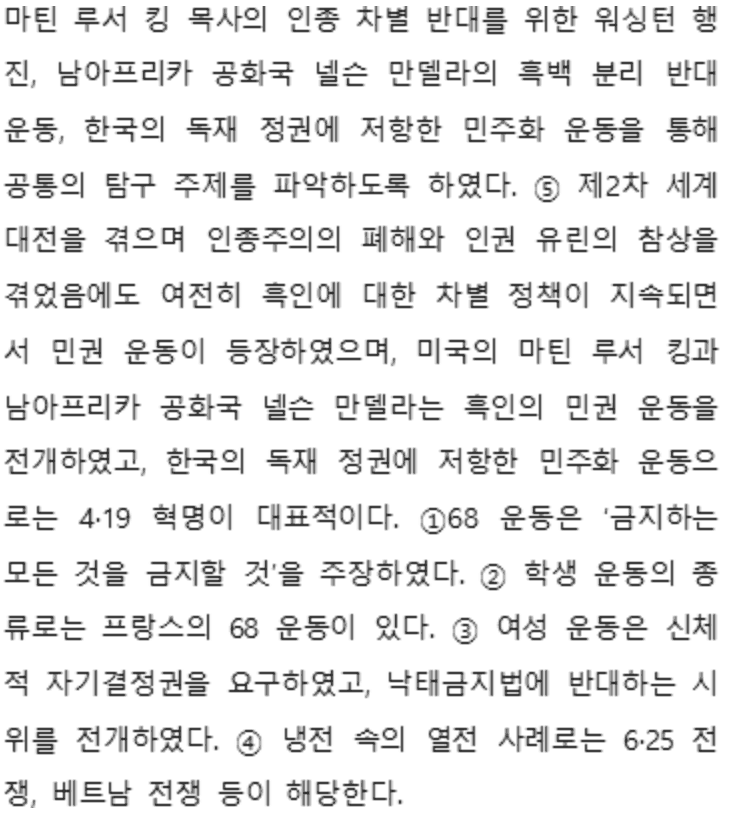 마틴 루서 킹 목사의 인종 차별 반대를 위한 워싱턴 행
진, 남아프리카 공화국 넬슨 만델라의 흑백 분리 반대
운동, 한국의 독재 정권에 저항한 민주화 운동을 통해
공통의 탐구 주제를 파악하도록 하였다. ⑤ 제2차 세계
대전을 겪으며 인종주의의 폐해와 인권 유린의 참상을
겪었음에도 여전히 흑인에 대한 차별 정책이 지속되면
서 민권 운동이 등장하였으며, 미국의 마틴 루서 킹과
남아프리카 공화국 넬슨 만델라는 흑인의 민권 운동을
전개하였고, 한국의 독재 정권에 저항한 민주화 운동으
로는 4·19 혁명이 대표적이다. ①68 운동은 '금지하는
모든 것을 금지할 것'을 주장하였다. ② 학생 운동의 종
류로는 프랑스의 68 운동이 있다. ③ 여성 운동은 신체
적 자기결정권을 요구하였고, 낙태금지법에 반대하는 시
위를 전개하였다. ④ 냉전 속의 열전 사례로는 6·25 전
쟁, 베트남 전쟁 등이 해당한다.